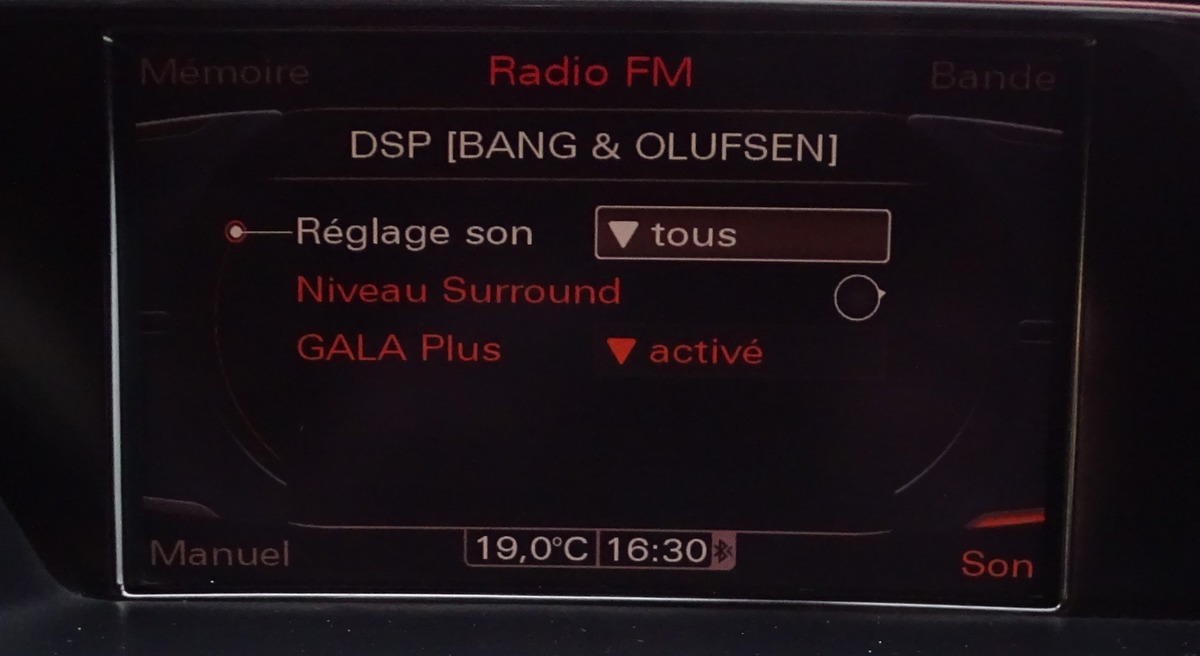 Mémoire Radio FM Bande
DSP [BANG & OLUFSEN]
Réglage son ▼ tous
Niveau Surround
GALA Plus ▼ activé
Manuel 19,0°C 16:30 Son